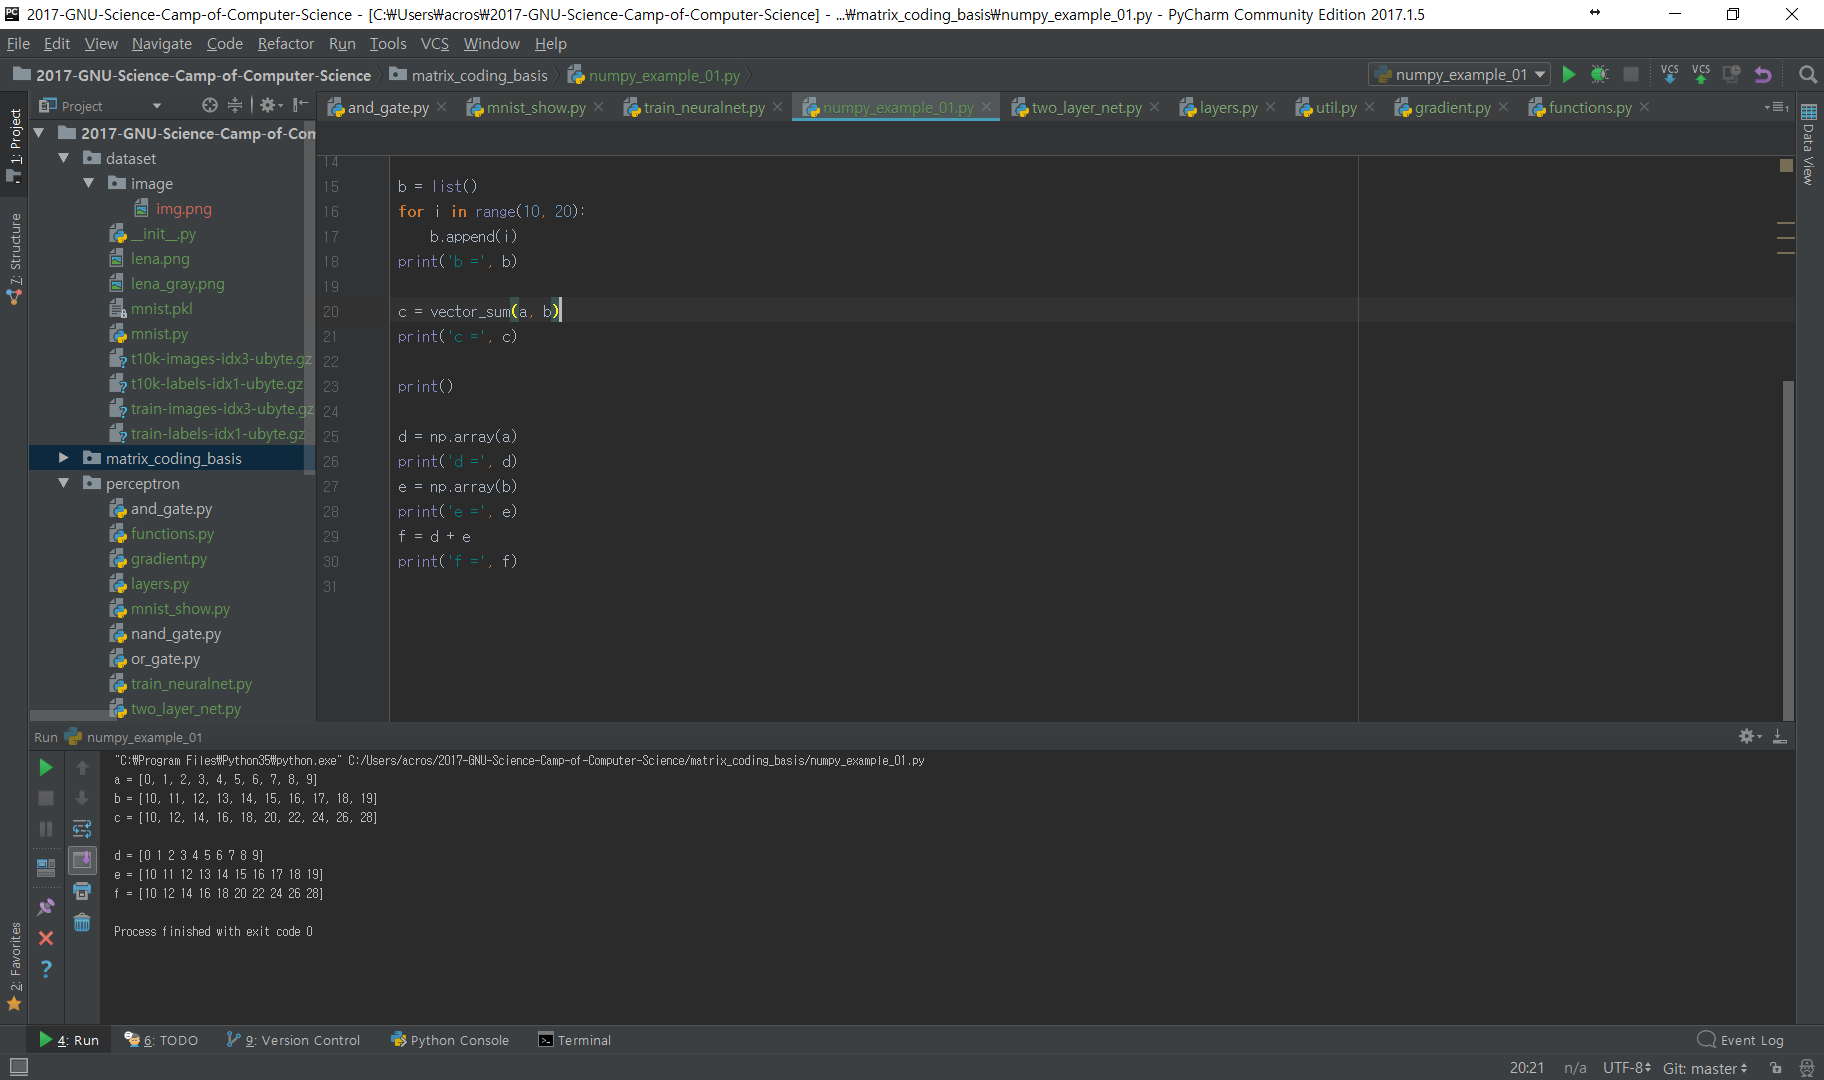 PC 2017-GNU-Science-Camp-of-Computer-Science - [C:₩Users₩acros₩2017-GNU-Science-Camp-of-Computer-Science] - ...₩matrix_coding_basis₩numpy_example_01.py - PyCharm Community Edition 2017.1.5
File Edit View Navigate Code Refactor Run Tools VCS Window Help
2017-GNU-Science-Camp-of-Computer-Science matrix_coding_basis numpy_example_01.py numpy_example_01 VCS VCS
Project and_gate.py mnist_show.py train_neuralnet.py numpy_example_01.py two_layer_net.py layers.py util.py gradient.py functions.py
1: Project
7: Structure
2: Favorites
Data View
2017-GNU-Science-Camp-of-Con
dataset
image
img.png
__init__.py
lena.png
lena_gray.png
mnist.pkl
mnist.py
t10k-images-idx3-ubyte.gz
t10k-labels-idx1-ubyte.gz
train-images-idx3-ubyte.gz
train-labels-idx1-ubyte.gz
matrix_coding_basis
perceptron
and_gate.py
functions.py
gradient.py
layers.py
mnist_show.py
nand_gate.py
or_gate.py
train_neuralnet.py
two_layer_net.py
14
15 b = list()
16 for i in range(10, 20):
17 b.append(i)
18 print('b =', b)
19
20 c = vector_sum(a, b)
21 print('c =', c)
22
23 print()
24
25 d = np.array(a)
26 print('d =', d)
27 e = np.array(b)
28 print('e =', e)
29 f = d + e
30 print('f =', f)
31
Run numpy_example_01
"C:₩Program Files₩Python35₩python.exe" C:/Users/acros/2017-GNU-Science-Camp-of-Computer-Science/matrix_coding_basis/numpy_example_01.py
a = [0, 1, 2, 3, 4, 5, 6, 7, 8, 9]
b = [10, 11, 12, 13, 14, 15, 16, 17, 18, 19]
c = [10, 12, 14, 16, 18, 20, 22, 24, 26, 28]
d = [0 1 2 3 4 5 6 7 8 9]
e = [10 11 12 13 14 15 16 17 18 19]
f = [10 12 14 16 18 20 22 24 26 28]
Process finished with exit code 0
4: Run 6: TODO 9: Version Control Python Console Terminal Event Log
20:21 n/a UTF-8 Git: master